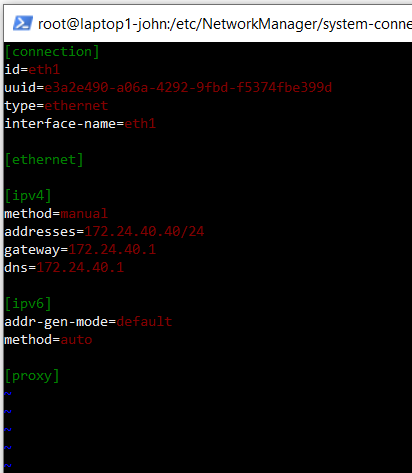 root@laptop1-john:/etc/NetworkManager/system-conne
[connection]
id=eth1
uuid=e3a2e490-a06a-4292-9fbd-f5374fbe399d
type=ethernet
interface-name=eth1
[ethernet]
[ipv4]
method=manual
addresses=172.24.40.40/24
gateway=172.24.40.1
dns=172.24.40.1
[ipv6]
addr-gen-mode=default
method=auto
[proxy]
~
~
~
~
~